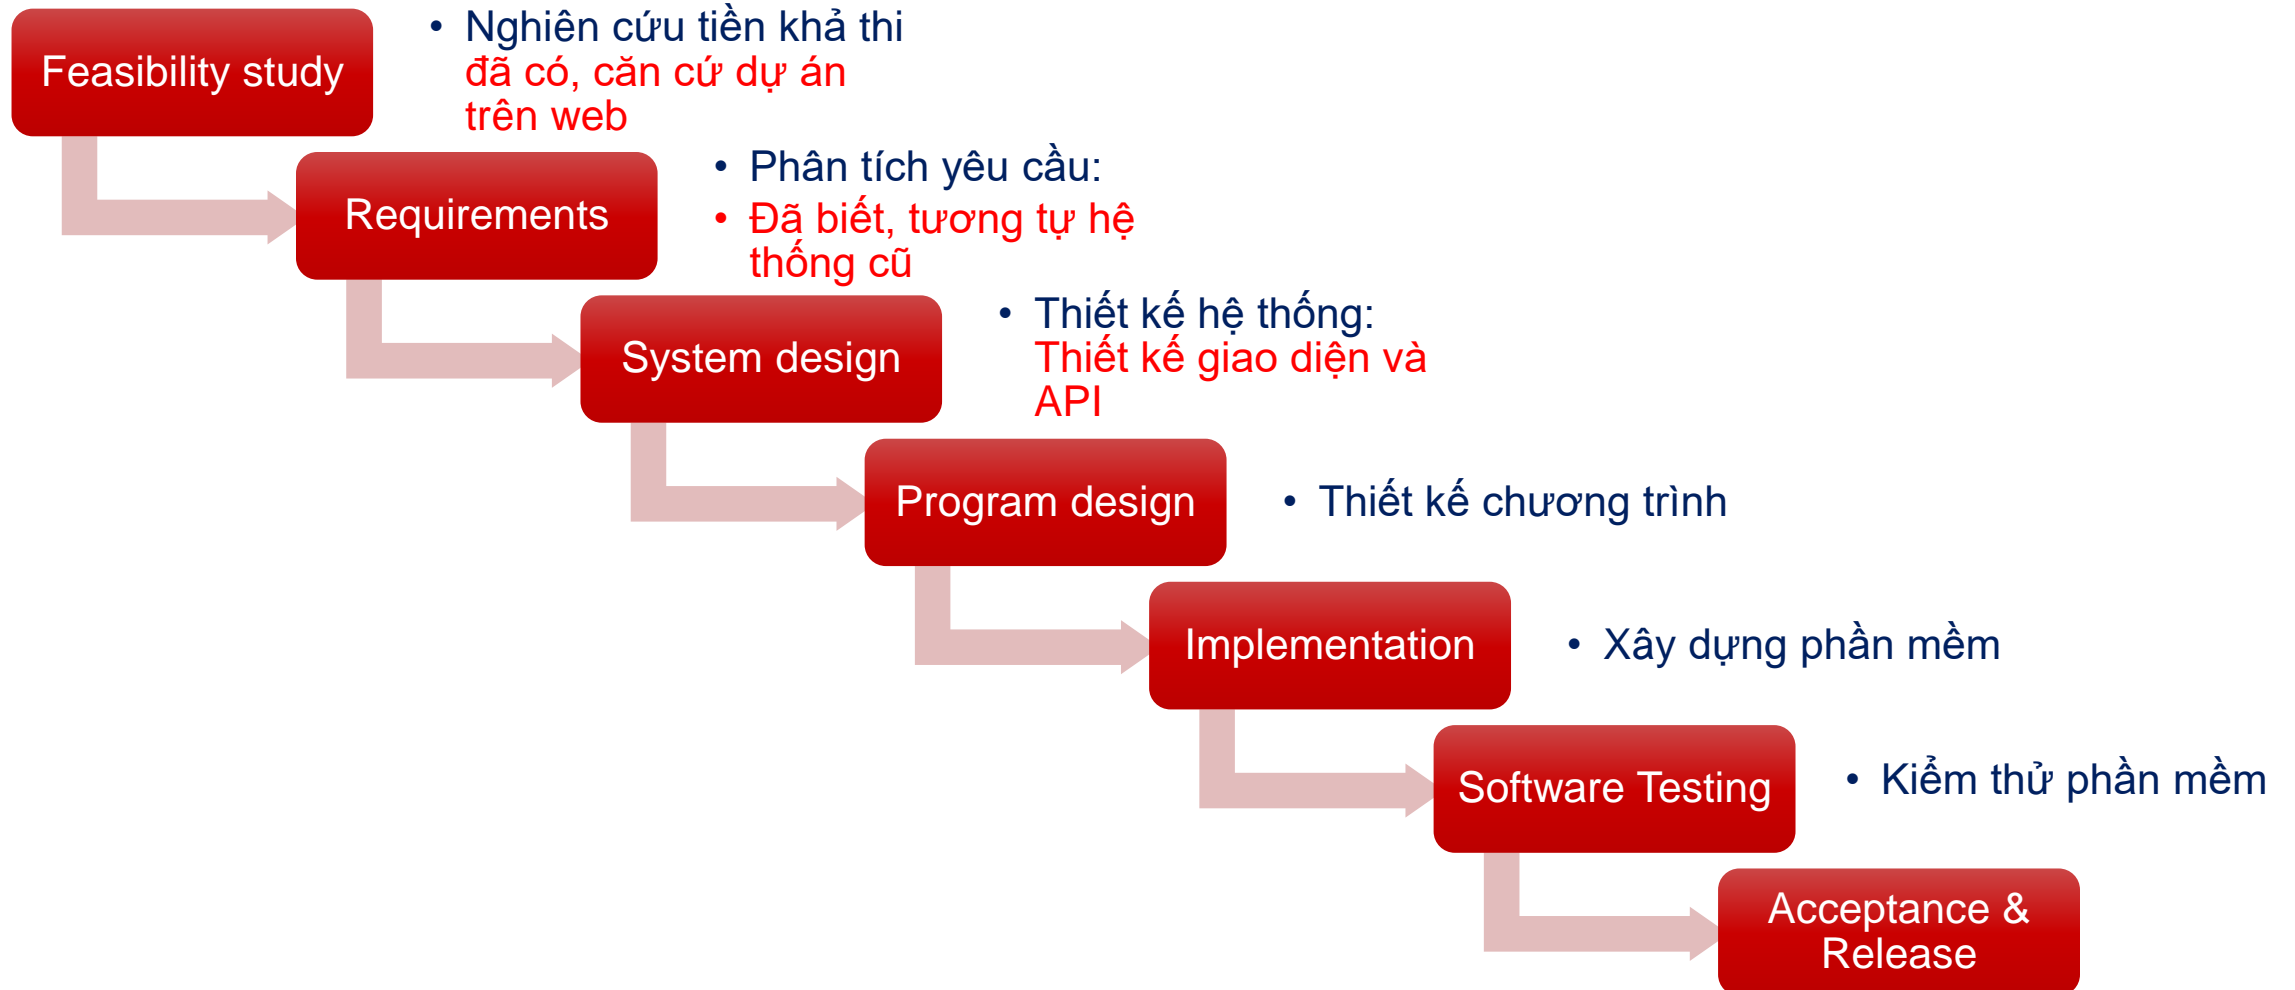 Feasibility study
• Nghiên cứu tiền khả thi
đã có, căn cứ dự án
trên web
Requirements
• Phân tích yêu cầu:
• Đã biết, tương tự hệ
thống cũ
System design
• Thiết kế hệ thống:
Thiết kế giao diện và
API
Program design
• Thiết kế chương trình
Implementation
• Xây dựng phần mềm
Software Testing
• Kiểm thử phần mềm
Acceptance &
Release